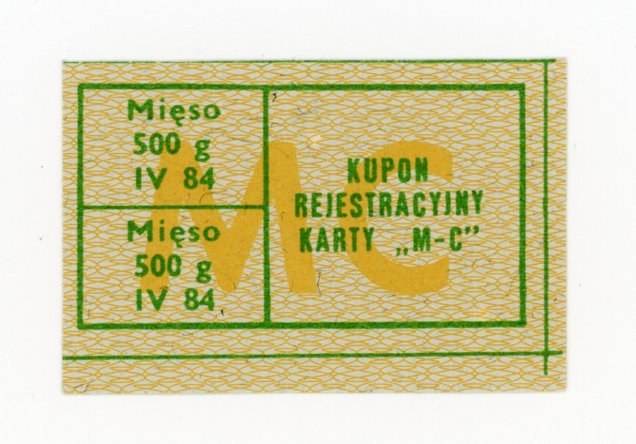 Mięso
500 g
IV 84
Mięso
500 g
IV 84
MC
KUPON
REJESTRACYJNY
KARTY „M-C”